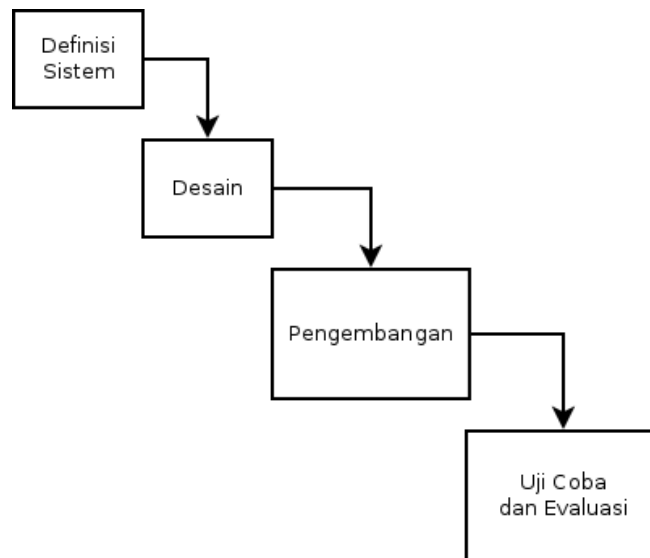 Definisi
Sistem
Desain
Pengembangan
Uji Coba
dan Evaluasi